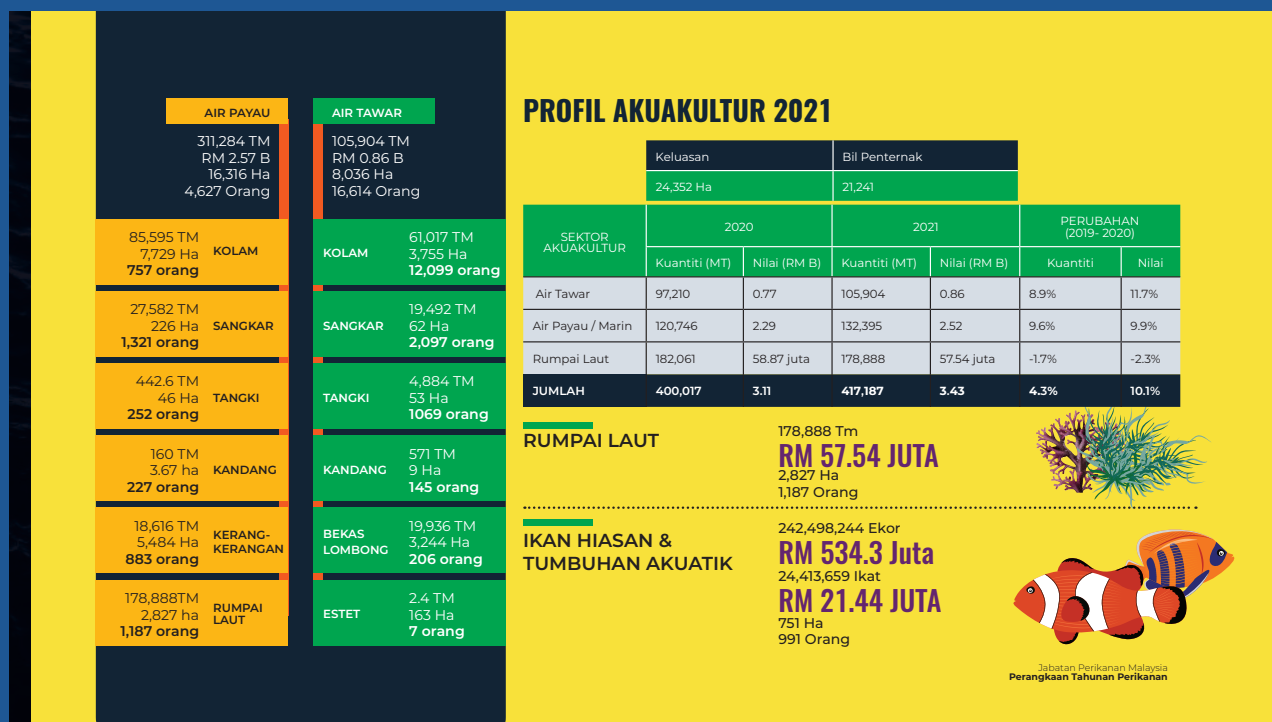 AIR PAYAU
311,284 TM
RM 2.57 B
16,316 Ha
4,627 Orang
85,595 TM
7,729 Ha
757 orang
KOLAM
27,582 TM
226 Ha
1,321 orang
SANGKAR
442.6 TM
46 Ha
252 orang
TANGKI
160 TM
3.67 ha
227 orang
KANDANG
18,616 TM
5,484 Ha
883 orang
KERANG-
KERANGAN
178,888TM
2,827 ha
1,187 orang
RUMPAI
LAUT
AIR TAWAR
105,904 TM
RM 0.86 B
8,036 Ha
16,614 Orang
KOLAM
61,017 TM
3,755 Ha
12,099 orang
SANGKAR
19,492 TM
62 Ha
2,097 orang
TANGKI
4,884 TM
53 Ha
1069 orang
KANDANG
571 TM
9 Ha
145 orang
BEKAS
LOMBONG
19,936 TM
3,244 Ha
206 orang
ESTET
2.4 TM
163 Ha
7 orang
PROFIL AKUAKULTUR 2021
Keluasan Bil Penternak
24,352 Ha 21,241
SEKTOR
AKUAKULTUR
2020 2021 PERUBAHAN
(2019- 2020)
Kuantiti (MT) Nilai (RM B) Kuantiti (MT) Nilai (RM B) Kuantiti Nilai
Air Tawar 97,210 0.77 105,904 0.86 8.9% 11.7%
Air Payau / Marin 120,746 2.29 132,395 2.52 9.6% 9.9%
Rumpai Laut 182,061 58.87 juta 178,888 57.54 juta -1.7% -2.3%
JUMLAH 400,017 3.11 417,187 3.43 4.3% 10.1%
RUMPAI LAUT
178,888 Tm
RM 57.54 JUTA
2,827 Ha
1,187 Orang
IKAN HIASAN &
TUMBUHAN AKUATIK
242,498,244 Ekor
RM 534.3 Juta
24,413,659 Ikat
RM 21.44 JUTA
751 Ha
991 Orang
Jabatan Perikanan Malaysia
Perangkaan Tahunan Perikanan